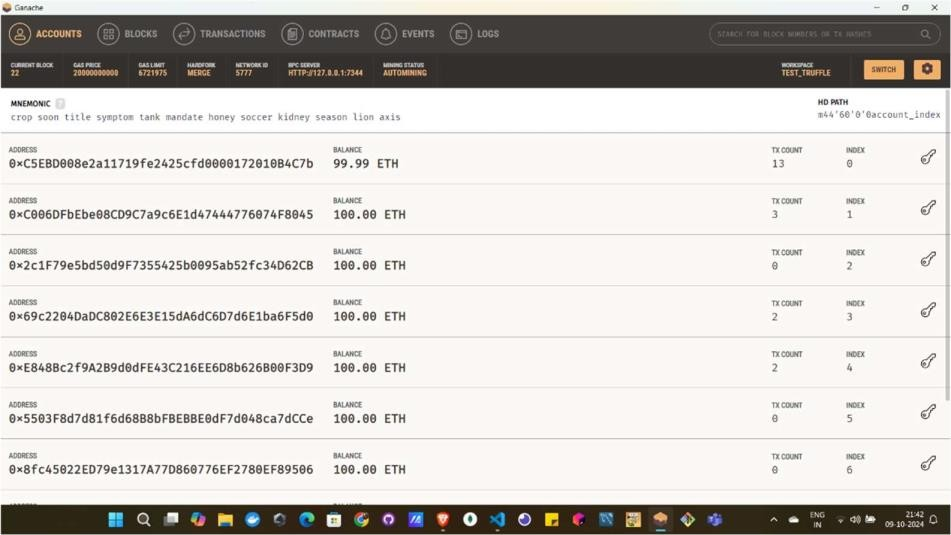 Ganache
ACCOUNTS BLOCKS TRANSACTIONS CONTRACTS EVENTS LOGS SEARCH FOR BLOCK NUMBERS OR TX HASHES
CURRENT BLOCK GAS PRICE GAS LIMIT HARDFORK NETWORK ID RPC SERVER MINING STATUS WORKSPACE SWITCH
22 20000000000 6721975 MERGE 5777 HTTP://127.0.0.1:7344 AUTOMINING TEST_TRUFFLE
MNEMONIC ? HD PATH
crop soon title symptom tank mandate honey soccer kidney season lion axis m44'60'0'0account_index
ADDRESS BALANCE TX COUNT INDEX
0×C5EBD008e2a11719fe2425cfd0000172010B4C7b 99.99 ETH 13 0
ADDRESS BALANCE TX COUNT INDEX
0×C006DFbEbe08CD9C7a9c6E1d47444776074F8045 100.00 ETH 3 1
ADDRESS BALANCE TX COUNT INDEX
0×2c1F79e5bd50d9F7355425b0095ab52fc34D62CB 100.00 ETH 0 2
ADDRESS BALANCE TX COUNT INDEX
0×69c2204DaDC802E6E3E15dA6dC6D7d6E1ba6F5d0 100.00 ETH 2 3
ADDRESS BALANCE TX COUNT INDEX
0×E848Bc2f9A2B9d0dFE43C216EE6D8b626B00F3D9 100.00 ETH 2 4
ADDRESS BALANCE TX COUNT INDEX
0×5503F8d7d81f6d68B8bFBEBBE0dF7d048ca7dCCe 100.00 ETH 0 5
ADDRESS BALANCE TX COUNT INDEX
0×8fc45022ED79e1317A77D860776EF2780EF89506 100.00 ETH 0 6
ENG 21:42
IN 09-10-2024